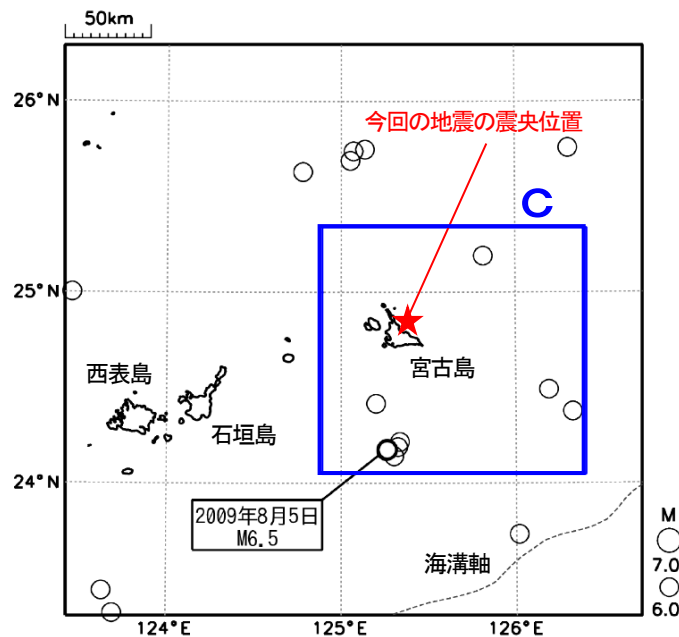 50km
26°N
今回の地震の震央位置
C
25°N
宮古島
西表島
石垣島
24°N
2009年8月5日
M6.5
海溝軸
M
7.0
6.0
124°E
125°E
126°E